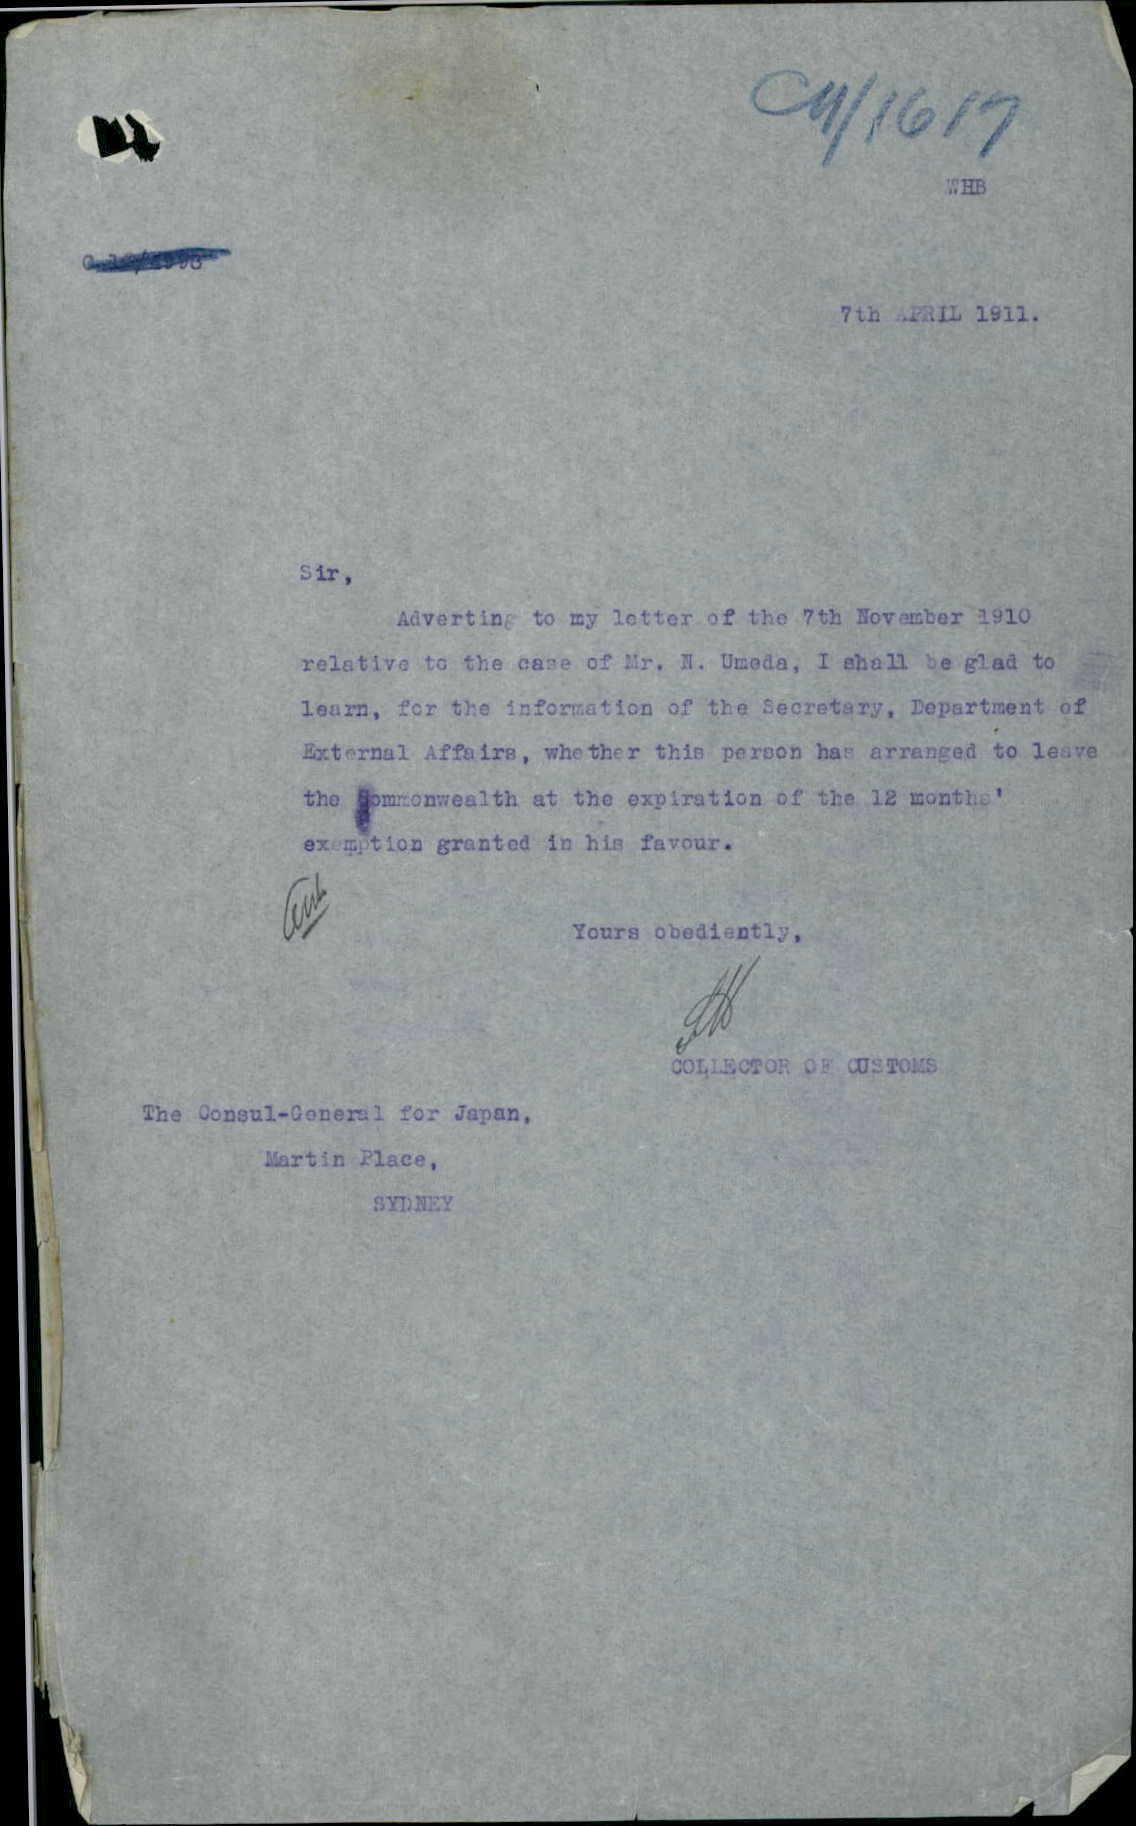 C11/1617
WHB
7th APRIL 1911.
Sir,
Adverting to my letter of the 7th November 1910
relative to the case of Mr. N. Umeda, I shall be glad to
learn, for the information of the Secretary, Department of
External Affairs, whether this person has arranged to leave
the Commonwealth at the expiration of the 12 months'
exemption granted in his favour.
Yours obediently,
COLLECTOR OF CUSTOMS
The Consul-General for Japan,
Martin Place,
SYDNEY